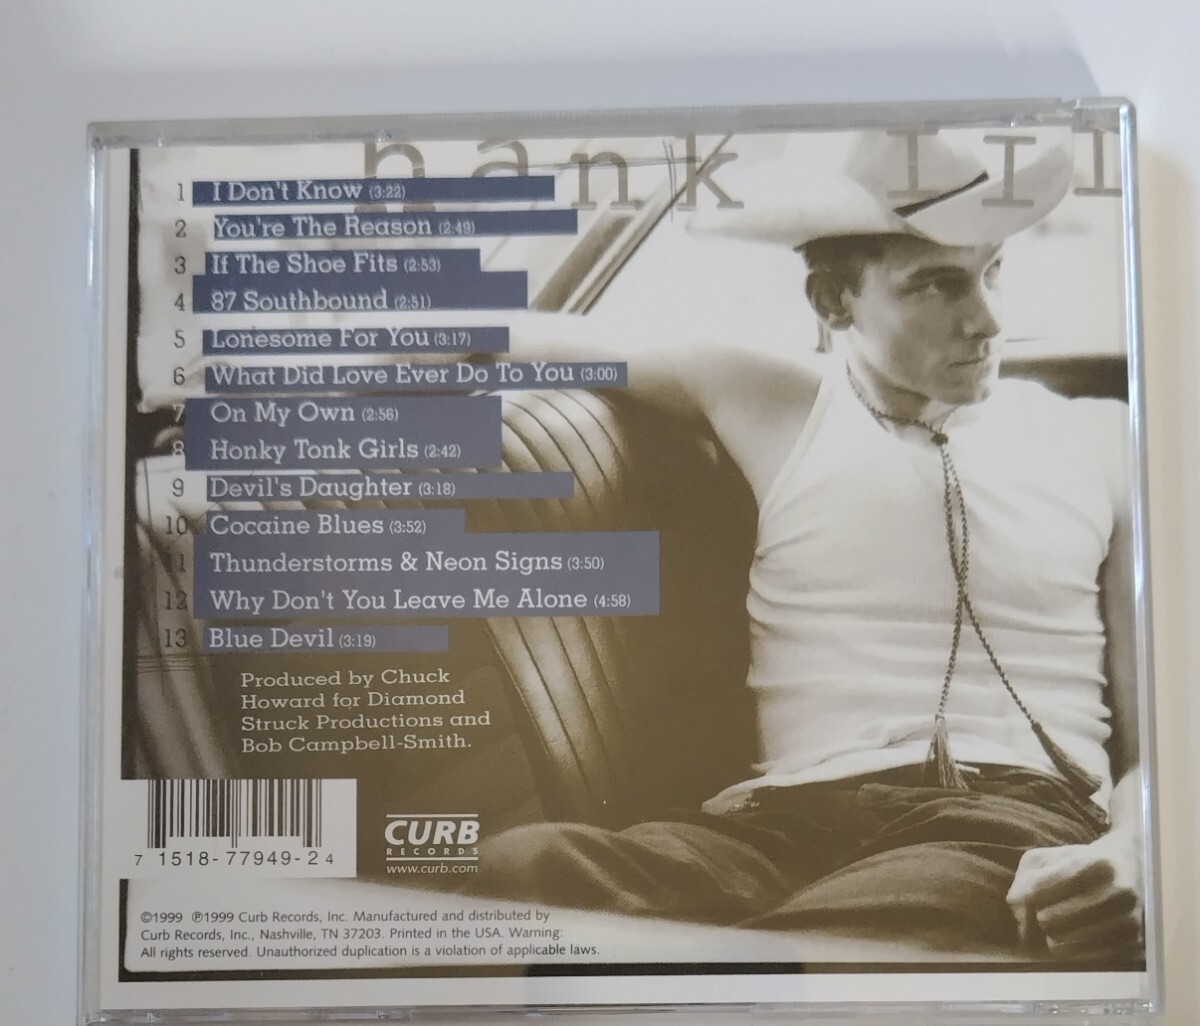 hank III
1 I Don't Know (3:22)
2 You're The Reason (2:49)
3 If The Shoe Fits (2:53)
4 87 Southbound (2:51)
5 Lonesome For You (3:17)
6 What Did Love Ever Do To You (3:00)
7 On My Own (2:56)
8 Honky Tonk Girls (2:42)
9 Devil's Daughter (3:18)
10 Cocaine Blues (3:52)
11 Thunderstorms & Neon Signs (3:50)
12 Why Don't You Leave Me Alone (4:58)
13 Blue Devil (3:19)
Produced by Chuck
Howard for Diamond
Struck Productions and
Bob Campbell-Smith.
7 1518-77949-2 4
CURB
RECORDS
www.curb.com
©1999 ℗1999 Curb Records, Inc. Manufactured and distributed by
Curb Records, Inc., Nashville, TN 37203. Printed in the USA. Warning:
All rights reserved. Unauthorized duplication is a violation of applicable laws.